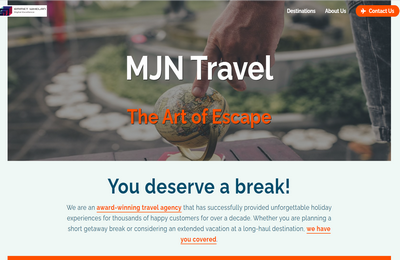 Destinations About Us Contact Us
MJN Travel
The Art of Escape
You deserve a break!
We are an award-winning travel agency that has successfully provided unforgettable holiday
experiences for thousands of happy customers for over a decade. Whether you are planning a
short getaway break or considering an extended vacation at a long-haul destination, we have
you covered.